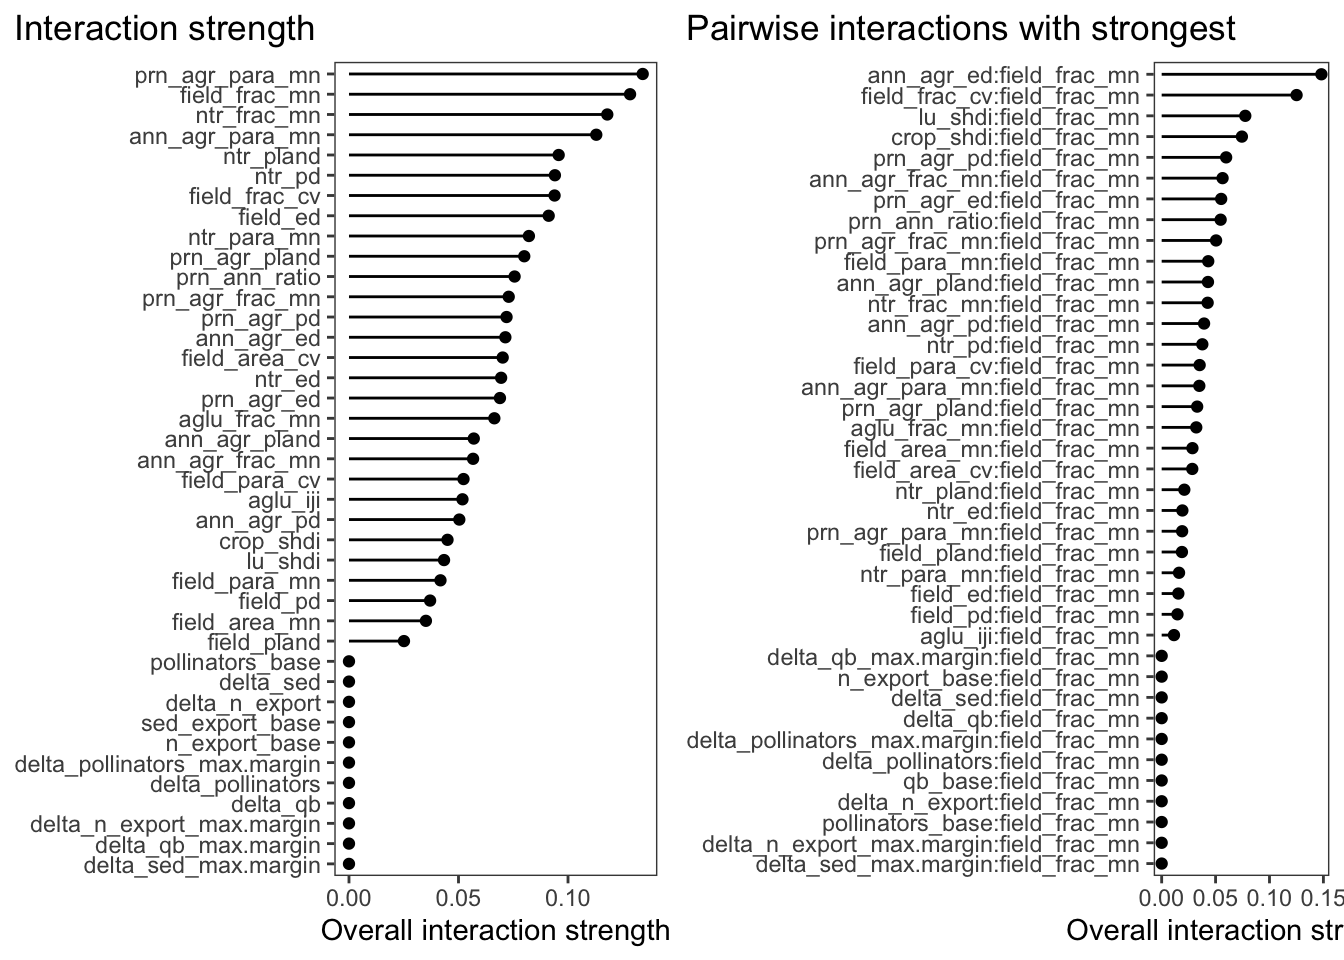 Interaction strength
prn_agr_para_mn
field_frac_mn
ntr_frac_mn
ann_agr_para_mn
ntr_pland
ntr_pd
field_frac_cv
field_ed
ntr_para_mn
prn_agr_pland
prn_ann_ratio
prn_agr_frac_mn
prn_agr_pd
ann_agr_ed
field_area_cv
ntr_ed
prn_agr_ed
aglu_frac_mn
ann_agr_pland
ann_agr_frac_mn
field_para_cv
aglu_iji
ann_agr_pd
crop_shdi
lu_shdi
field_para_mn
field_pd
field_area_mn
field_pland
pollinators_base
delta_sed
delta_n_export
sed_export_base
n_export_base
delta_pollinators_max.margin
delta_pollinators
delta_qb
delta_n_export_max.margin
delta_qb_max.margin
delta_sed_max.margin
0.00 0.05 0.10
Overall interaction strength
Pairwise interactions with strongest
ann_agr_ed:field_frac_mn
field_frac_cv:field_frac_mn
lu_shdi:field_frac_mn
crop_shdi:field_frac_mn
prn_agr_pd:field_frac_mn
ann_agr_frac_mn:field_frac_mn
prn_agr_ed:field_frac_mn
prn_ann_ratio:field_frac_mn
prn_agr_frac_mn:field_frac_mn
field_para_mn:field_frac_mn
ann_agr_pland:field_frac_mn
ntr_frac_mn:field_frac_mn
ann_agr_pd:field_frac_mn
ntr_pd:field_frac_mn
field_para_cv:field_frac_mn
ann_agr_para_mn:field_frac_mn
prn_agr_pland:field_frac_mn
aglu_frac_mn:field_frac_mn
field_area_mn:field_frac_mn
field_area_cv:field_frac_mn
ntr_pland:field_frac_mn
ntr_ed:field_frac_mn
prn_agr_para_mn:field_frac_mn
field_pland:field_frac_mn
ntr_para_mn:field_frac_mn
field_ed:field_frac_mn
field_pd:field_frac_mn
aglu_iji:field_frac_mn
delta_qb_max.margin:field_frac_mn
n_export_base:field_frac_mn
delta_sed:field_frac_mn
delta_qb:field_frac_mn
delta_pollinators_max.margin:field_frac_mn
delta_pollinators:field_frac_mn
qb_base:field_frac_mn
delta_n_export:field_frac_mn
pollinators_base:field_frac_mn
delta_n_export_max.margin:field_frac_mn
delta_sed_max.margin:field_frac_mn
0.00 0.05 0.10 0.15
Overall interaction str